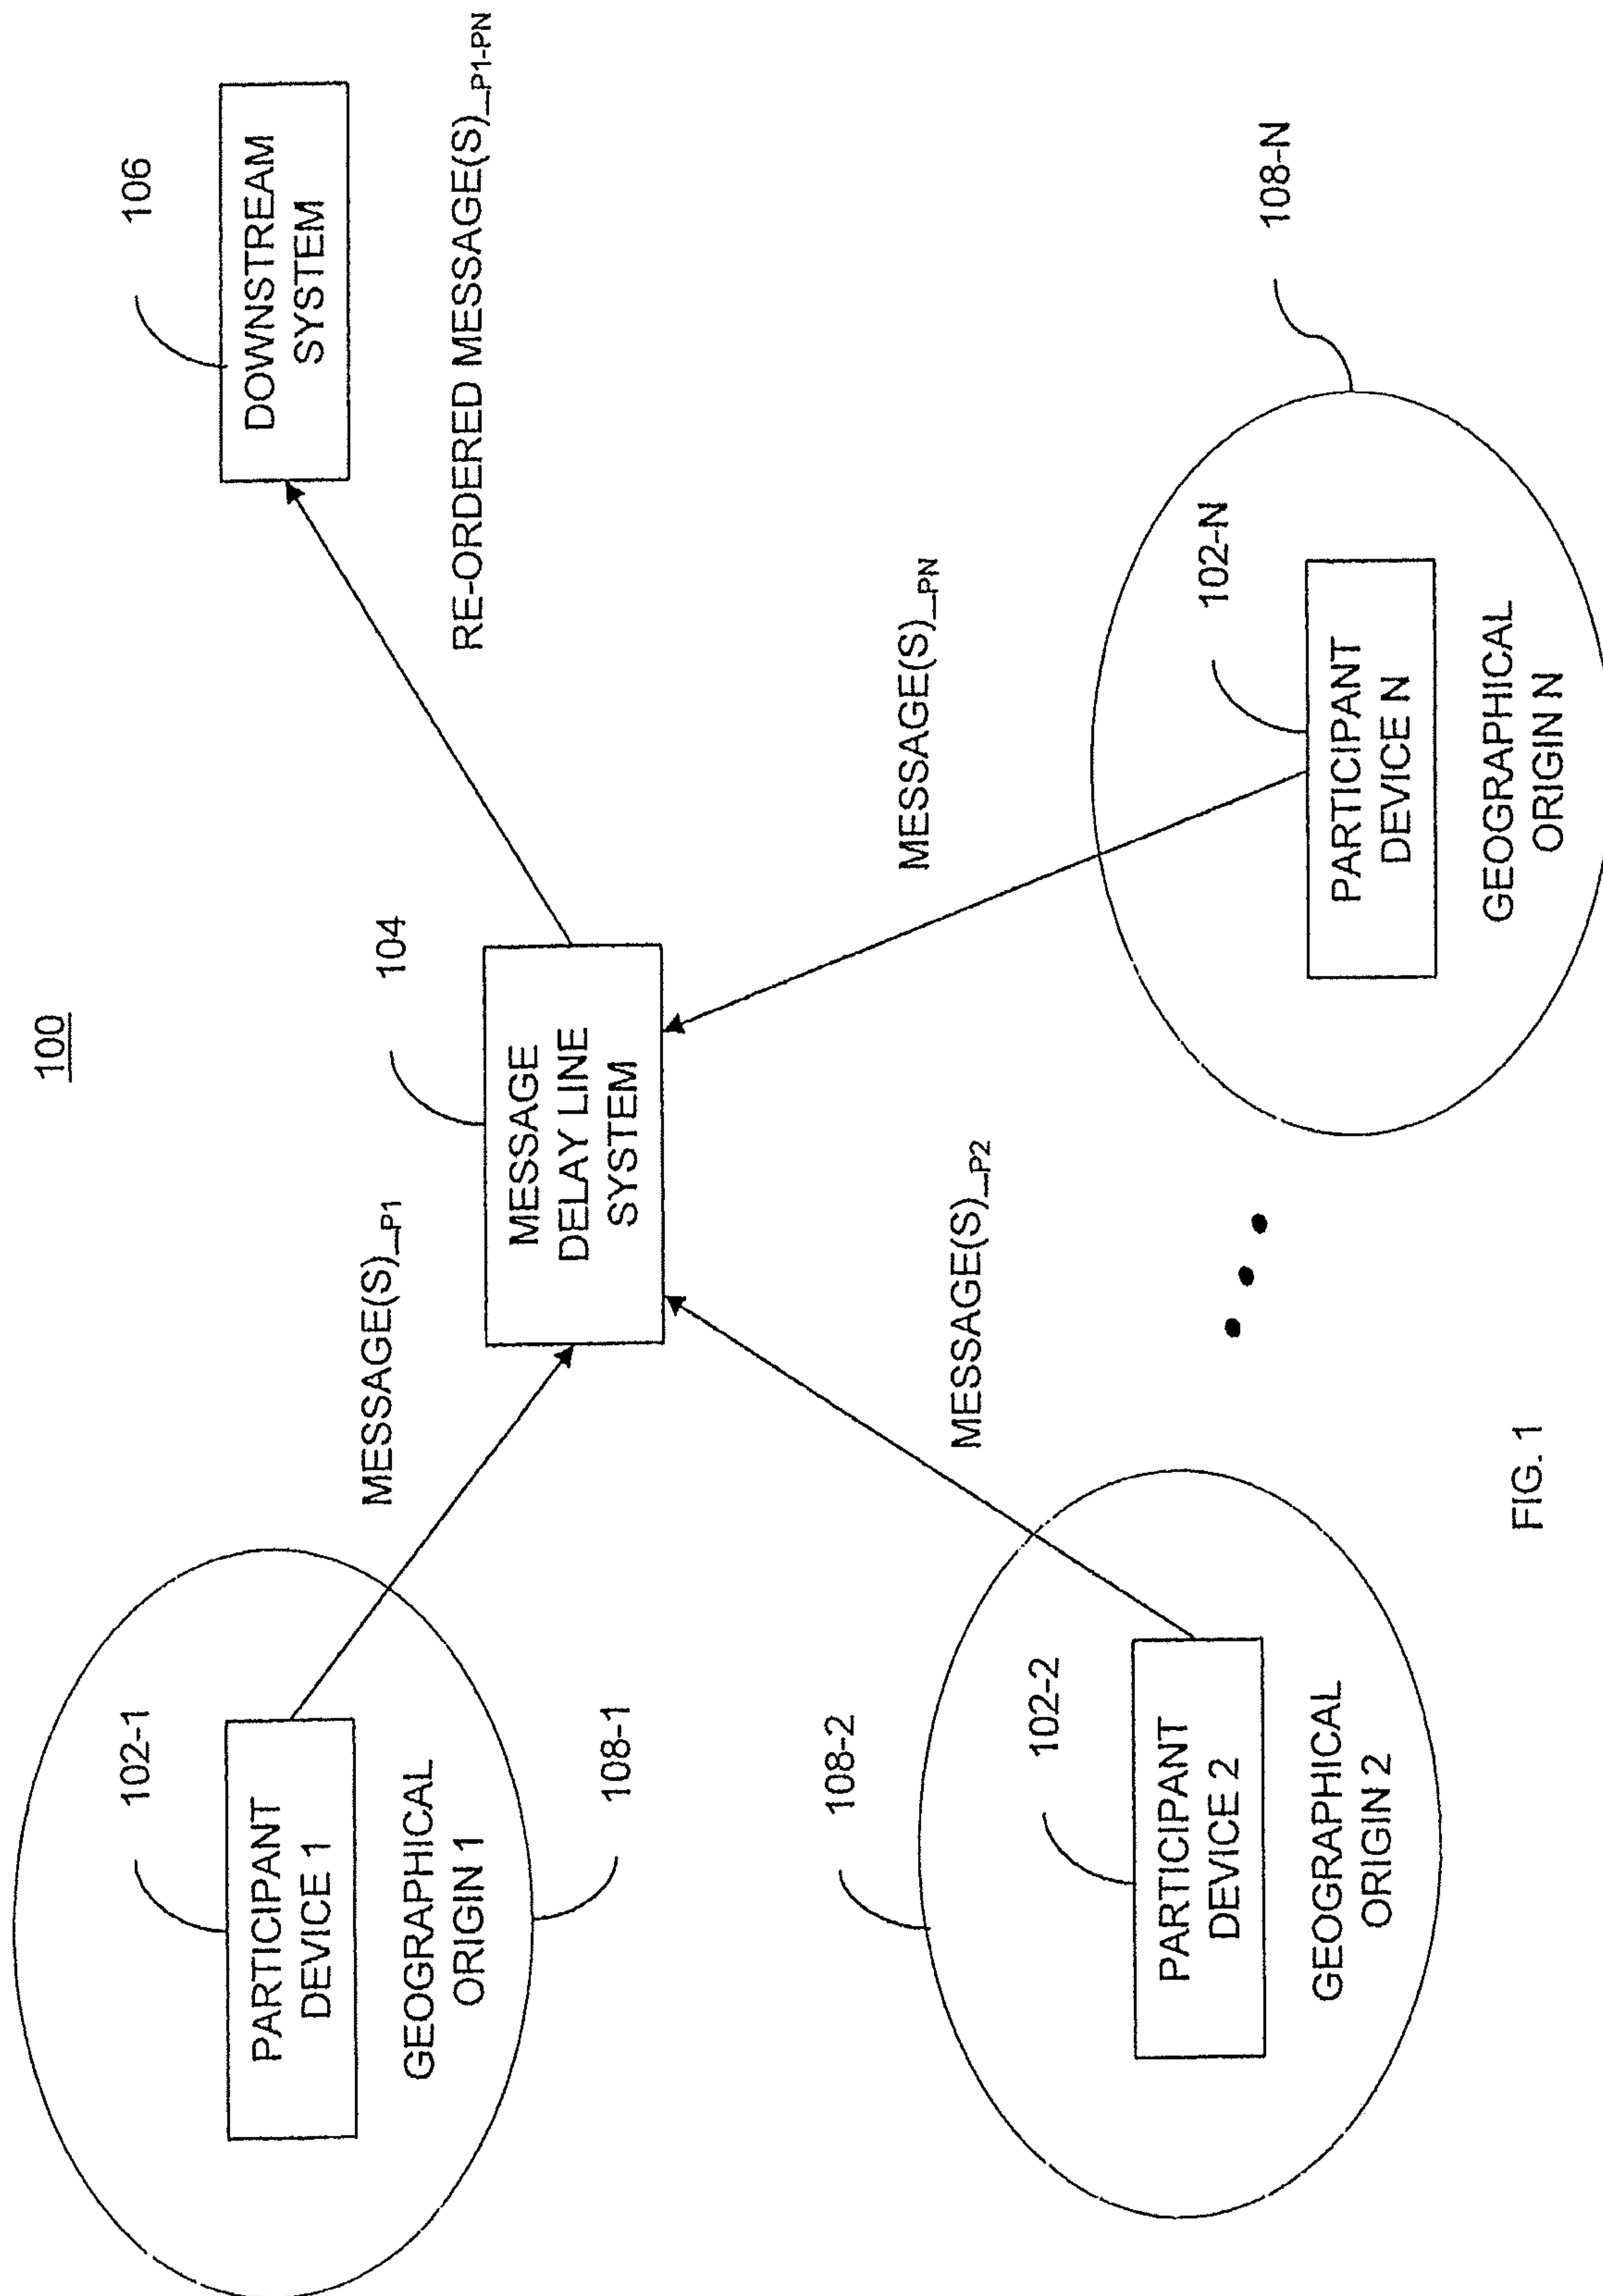 100
102-1
PARTICIPANT
DEVICE 1
GEOGRAPHICAL
ORIGIN 1
108-1
MESSAGE(S)_P1
104
MESSAGE
DELAY LINE
SYSTEM
106
DOWNSTREAM
SYSTEM
RE-ORDERED MESSAGE(S)_P1-PN
108-2
102-2
PARTICIPANT
DEVICE 2
GEOGRAPHICAL
ORIGIN 2
MESSAGE(S)_P2
MESSAGE(S)_PN
108-N
102-N
PARTICIPANT
DEVICE N
GEOGRAPHICAL
ORIGIN N
FIG. 1